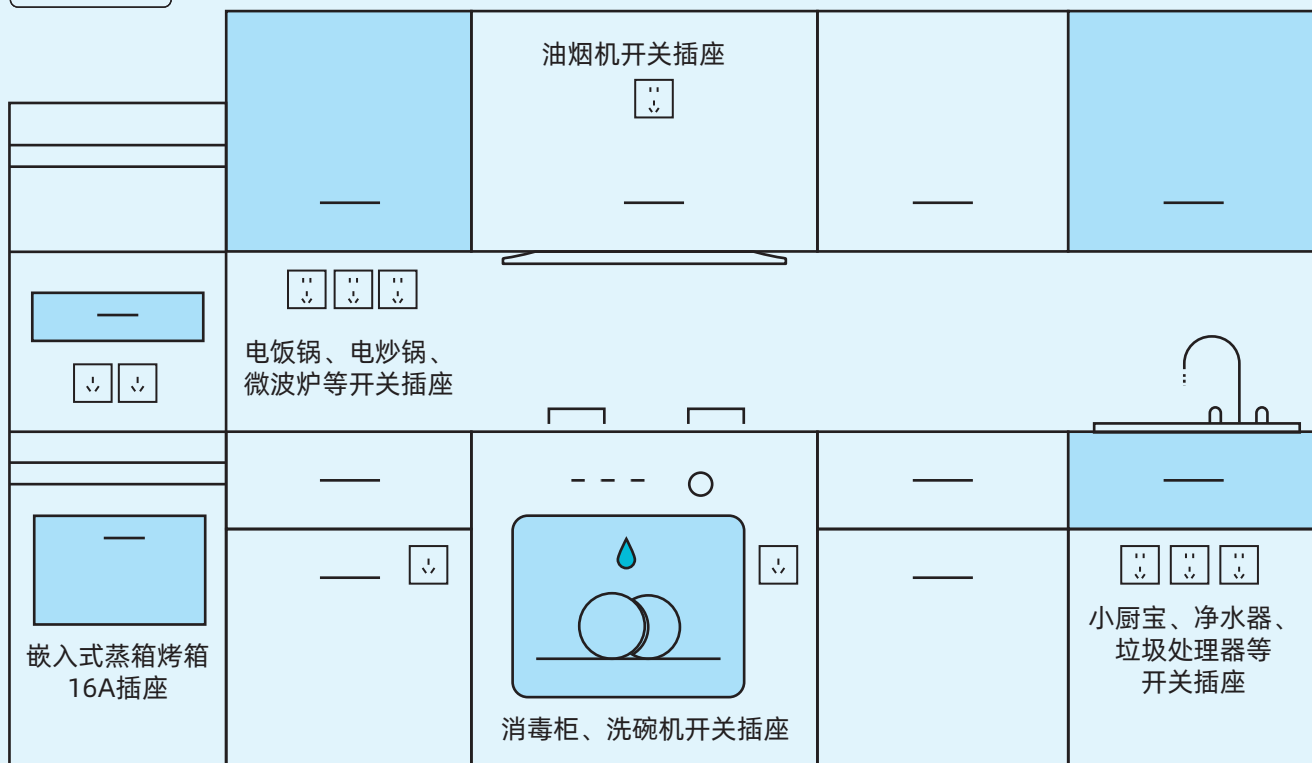 油烟机开关插座
电饭锅、电炒锅、
微波炉等开关插座
嵌入式蒸箱烤箱
16A插座
消毒柜、洗碗机开关插座
小厨宝、净水器、
垃圾处理器等
开关插座